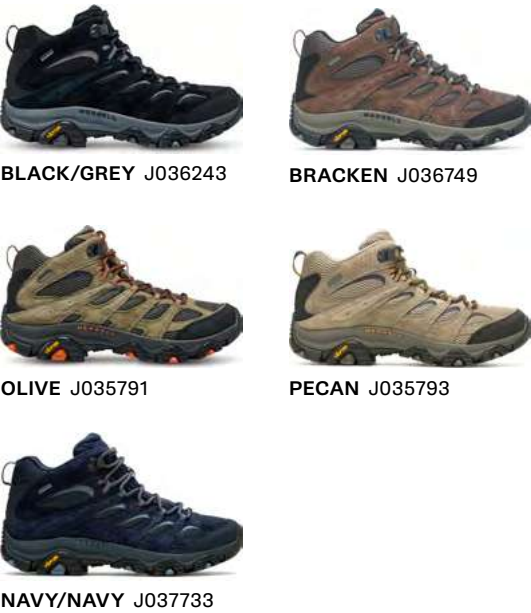 BLACK/GREY J036243
BRACKEN J036749
OLIVE J035791
PECAN J035793
NAVY/NAVY J037733